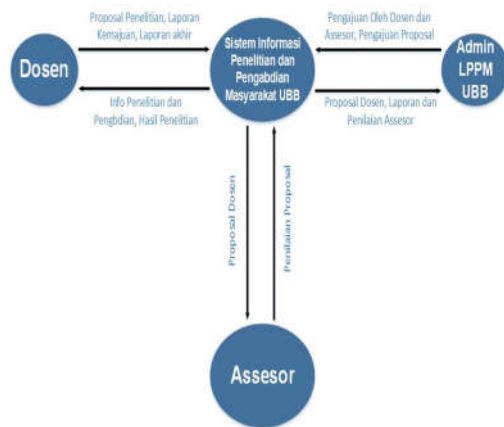 Proposal Penelitian, Laporan
Kemajuan, Laporan akhir
Dosen
Info Penelitian dan
Pengbdian, Hasil Penelitian
Sistem Informasi
Penelitian dan
Pengabdian
Masyarakat UBB
Pengajuan Oleh Dosen dan
Assesor, Pengajuan Proposal
Admin
LPPM
UBB
Proposal Dosen, Laporan dan
Penilaian Assesor
Proposal Dosen
Penilaian Proposal
Assesor